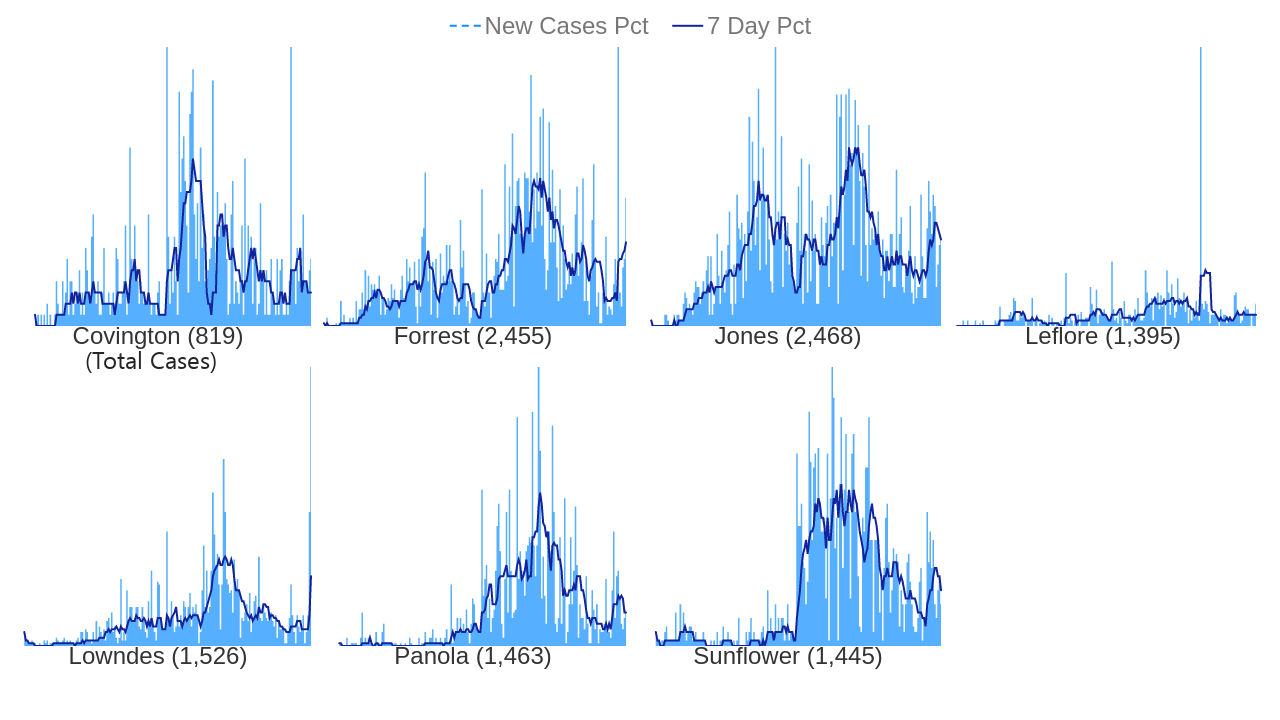 New Cases Pct 7 Day Pct
Covington (819) Forrest (2,455) Jones (2,468) Leflore (1,395)
(Total Cases)
Lowndes (1,526) Panola (1,463) Sunflower (1,445)